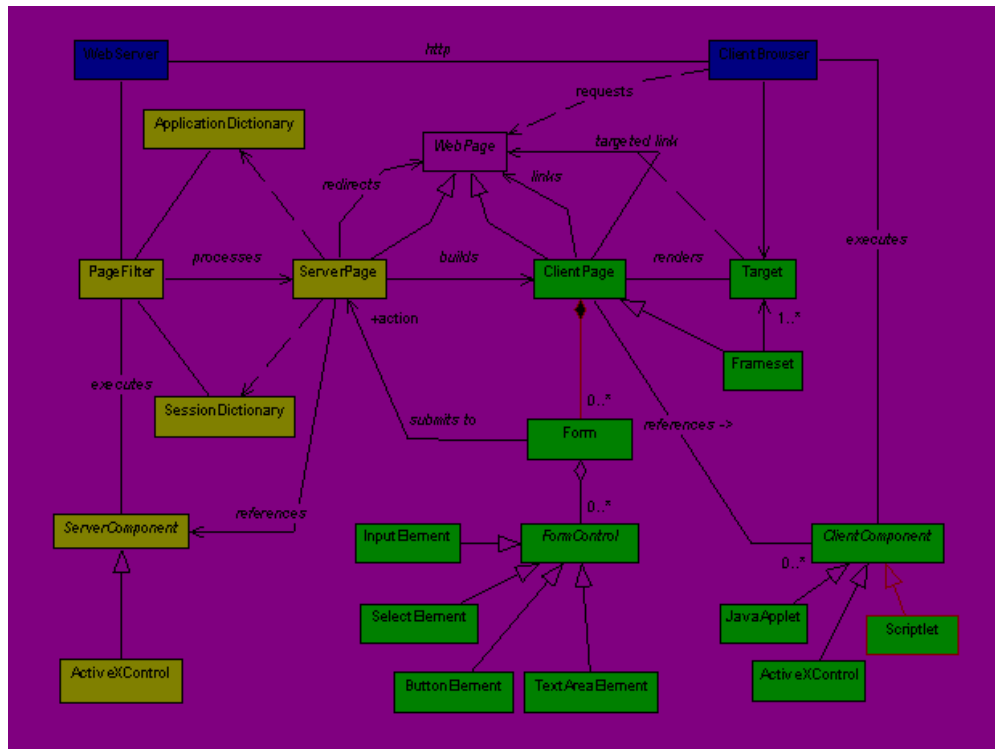 WebServer
http
ClientBrowser
requests
ApplicationDictionary
WebPage
targeted link
redirects
links
executes
PageFilter
processes
ServerPage
builds
ClientPage
renders
Target
+action
1..*
Frameset
executes
SessionDictionary
0..*
submits to
Form
references ->
references
0..*
ServerComponent
InputElement
FormControl
ClientComponent
0..*
SelectElement
JavaApplet
Scriptlet
ActiveXControl
ButtonElement
TextAreaElement
ActiveXControl